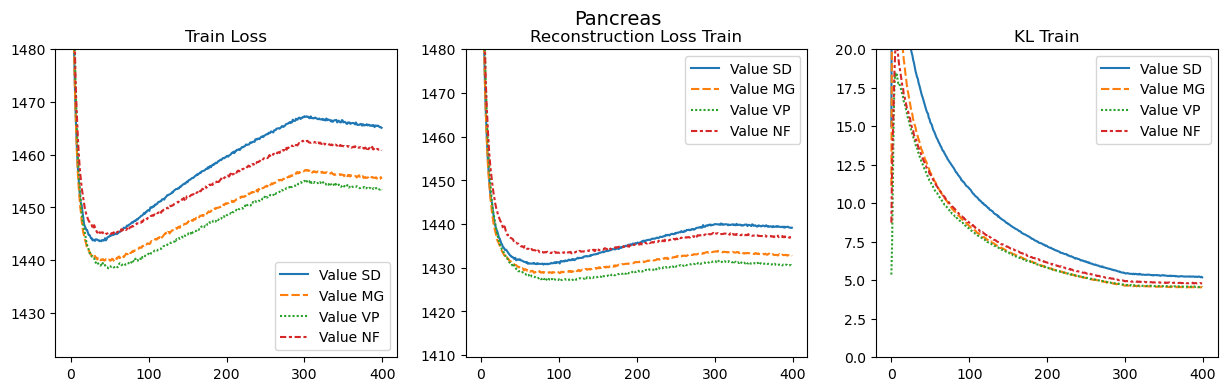 Pancreas
Train Loss
1480
1470
1460
1450
1440
1430
0 100 200 300 400
Value SD
Value MG
Value VP
Value NF
Reconstruction Loss Train
1480
1470
1460
1450
1440
1430
1420
1410
0 100 200 300 400
Value SD
Value MG
Value VP
Value NF
KL Train
20.0
17.5
15.0
12.5
10.0
7.5
5.0
2.5
0.0
0 100 200 300 400
Value SD
Value MG
Value VP
Value NF